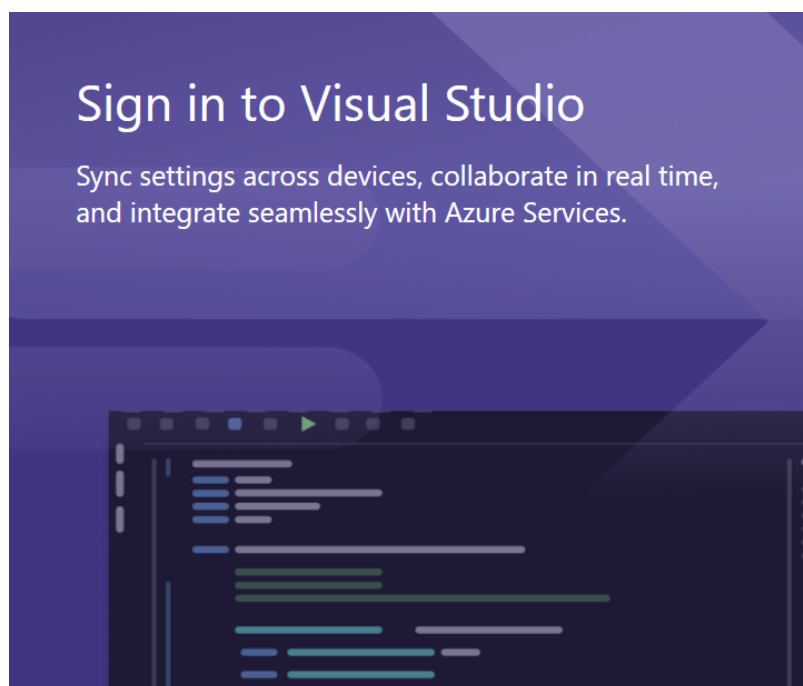 Sign in to Visual Studio
Sync settings across devices, collaborate in real time,
and integrate seamlessly with Azure Services.